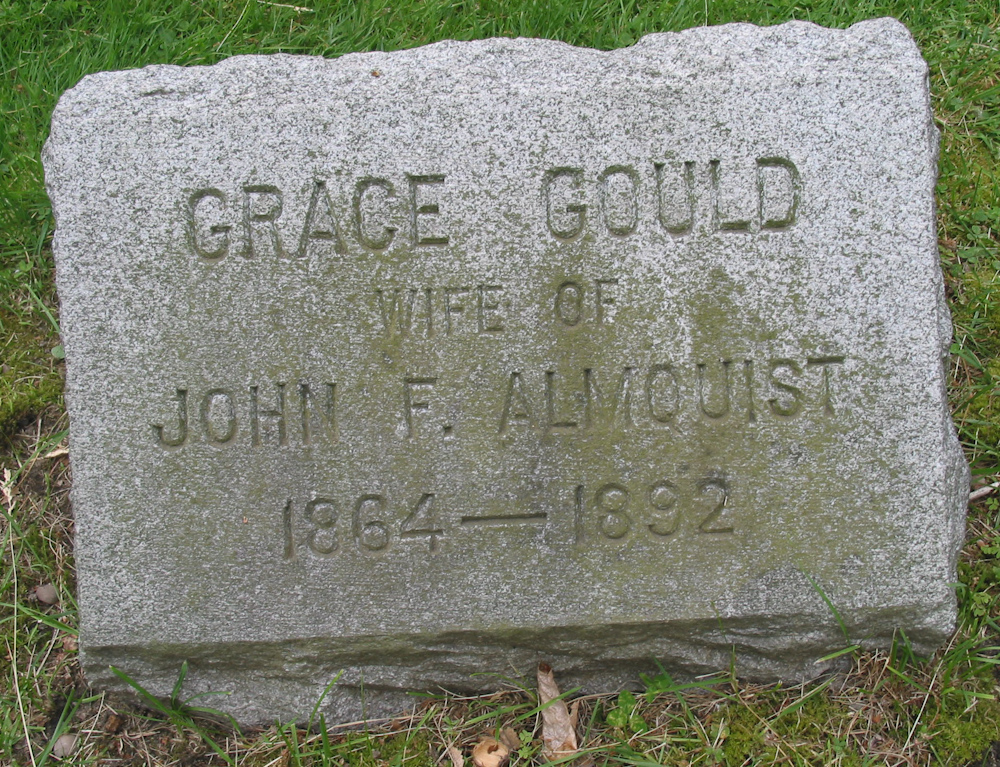 GRACE GOULD
WIFE OF
JOHN F. ALMQUIST
1864 — 1892